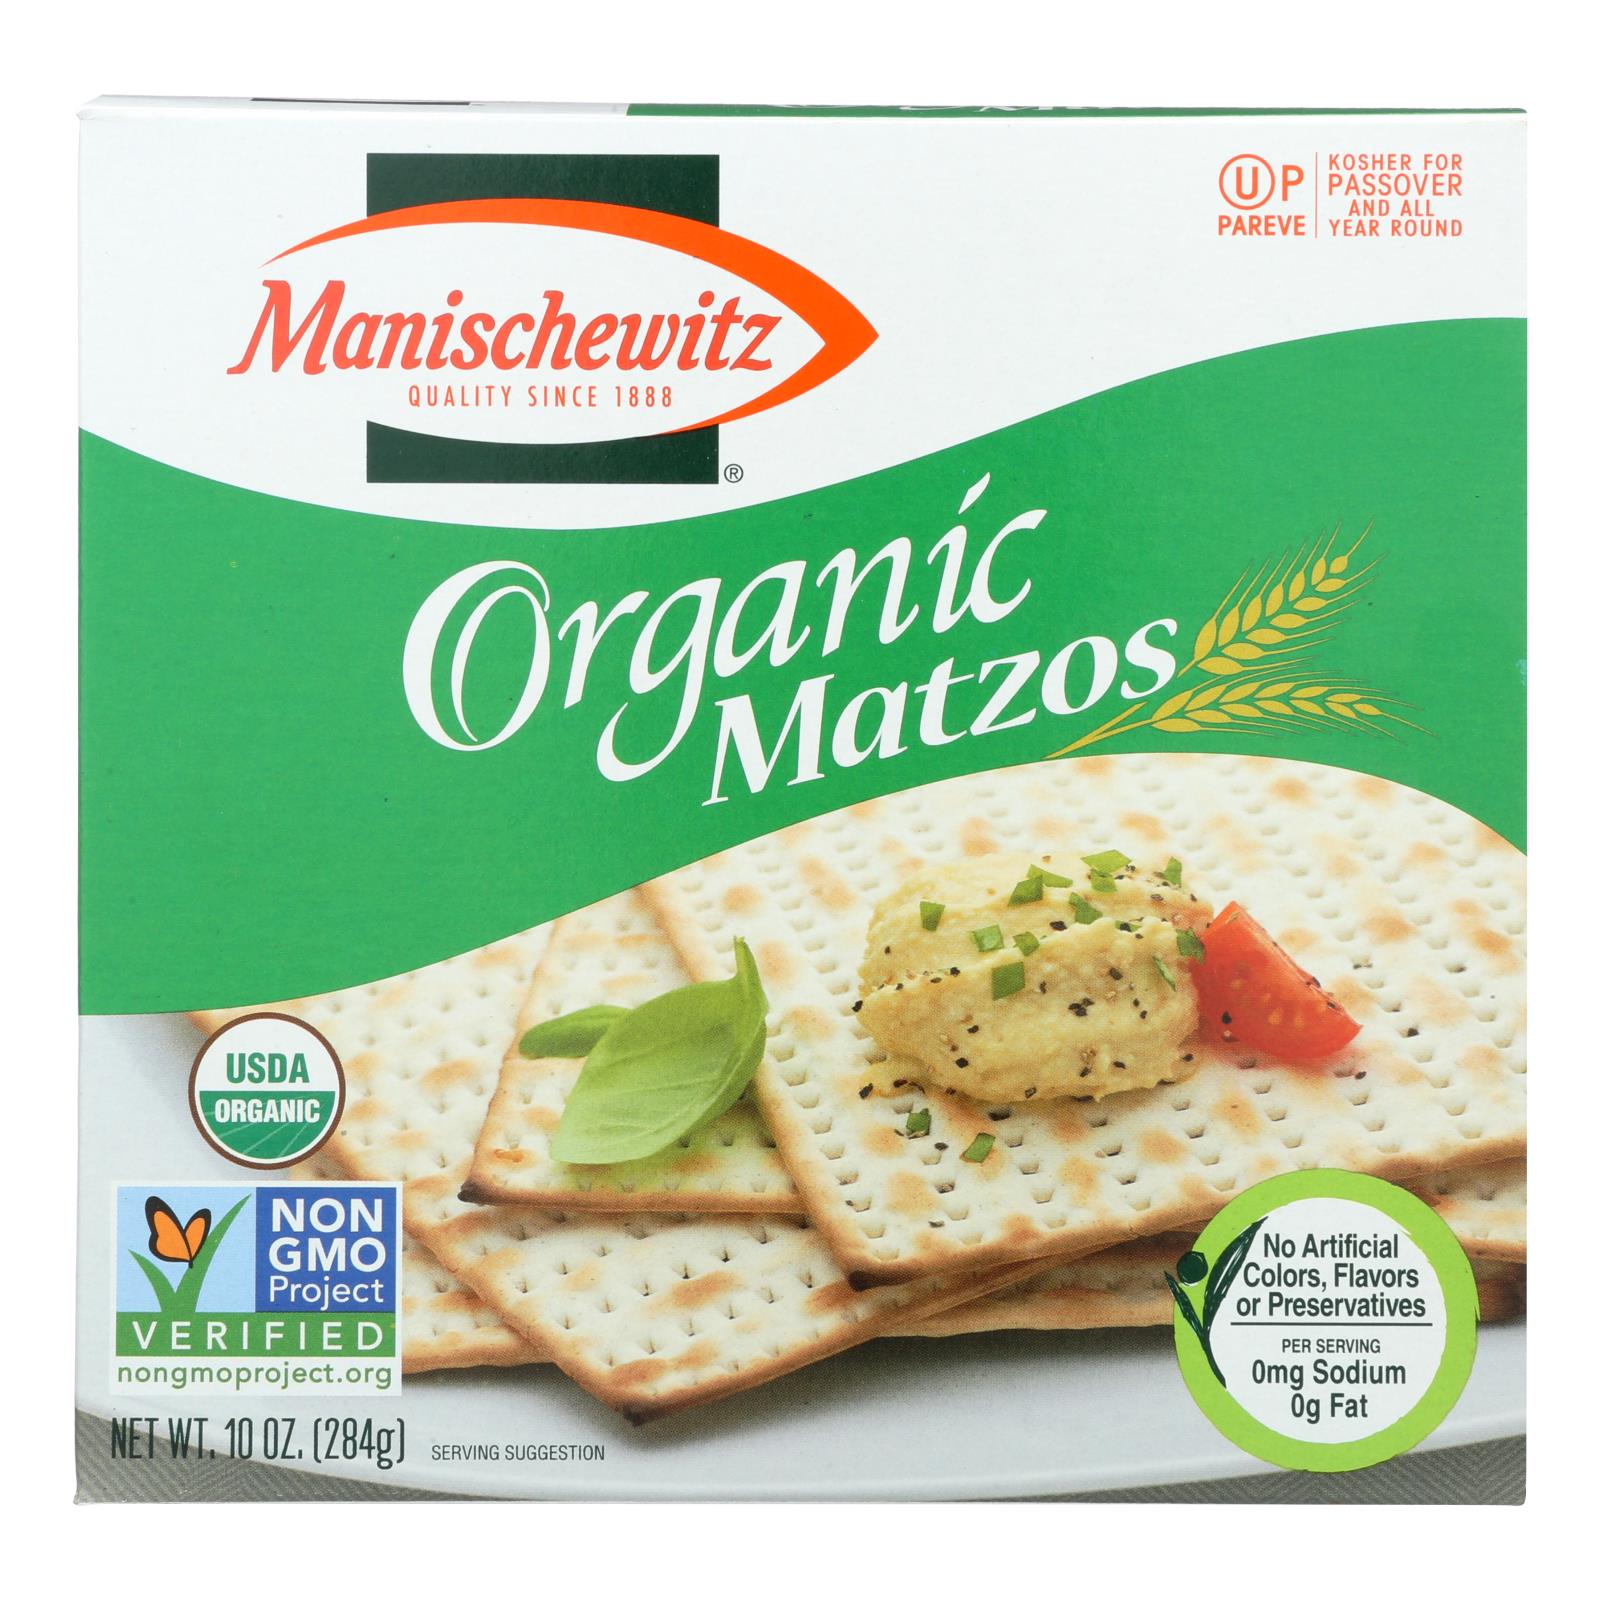 Manischewitz
QUALITY SINCE 1888
®
U P
PAREVE
KOSHER FOR
PASSOVER
AND ALL
YEAR ROUND
Organic
Matzos
USDA
ORGANIC
NON
GMO
Project
VERIFIED
nongmoproject.org
NET WT. 10 OZ. (284g)
SERVING SUGGESTION
No Artificial
Colors, Flavors
or Preservatives
PER SERVING
0mg Sodium
0g Fat